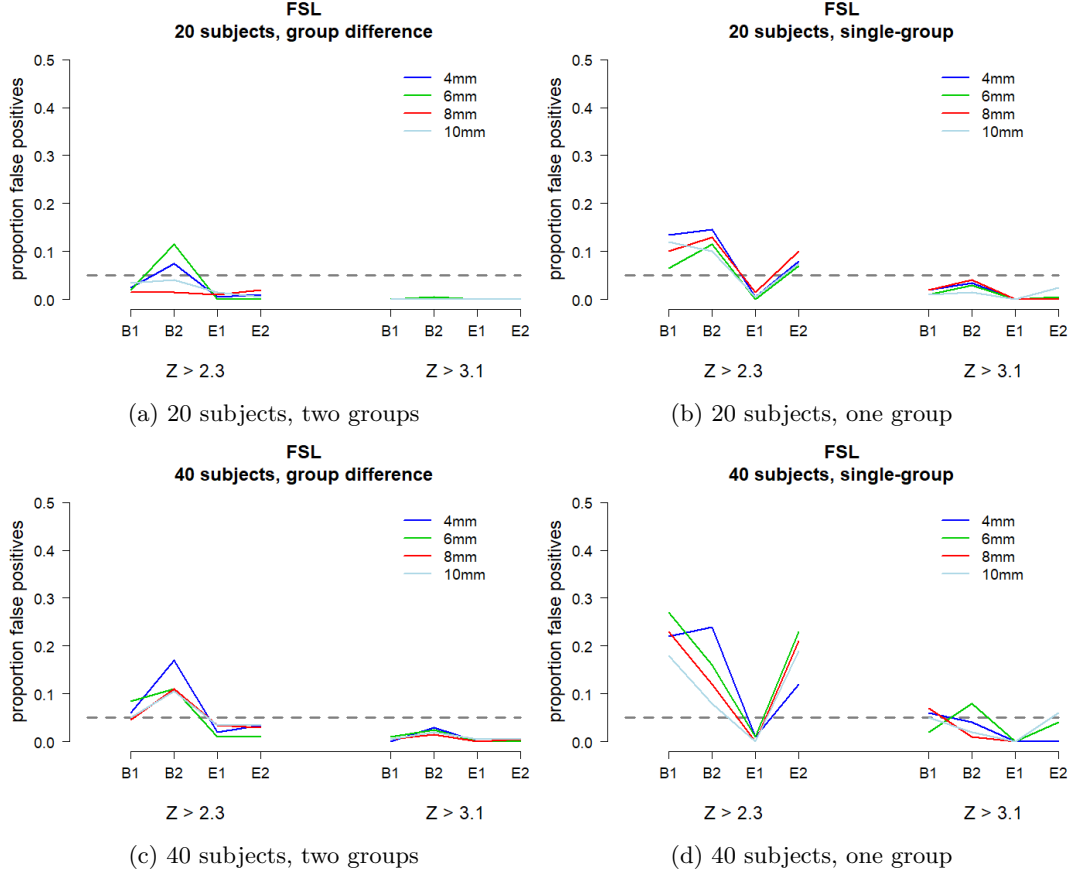 FSL
20 subjects, group difference
proportion false positives
0.5
0.4
0.3
0.2
0.1
0.0
4mm
6mm
8mm
10mm
B1 B2 E1 E2 B1 B2 E1 E2
Z > 2.3 Z > 3.1
(a) 20 subjects, two groups
FSL
20 subjects, single-group
proportion false positives
0.5
0.4
0.3
0.2
0.1
0.0
4mm
6mm
8mm
10mm
B1 B2 E1 E2 B1 B2 E1 E2
Z > 2.3 Z > 3.1
(b) 20 subjects, one group
FSL
40 subjects, group difference
proportion false positives
0.5
0.4
0.3
0.2
0.1
0.0
4mm
6mm
8mm
10mm
B1 B2 E1 E2 B1 B2 E1 E2
Z > 2.3 Z > 3.1
(c) 40 subjects, two groups
FSL
40 subjects, single-group
proportion false positives
0.5
0.4
0.3
0.2
0.1
0.0
4mm
6mm
8mm
10mm
B1 B2 E1 E2 B1 B2 E1 E2
Z > 2.3 Z > 3.1
(d) 40 subjects, one group